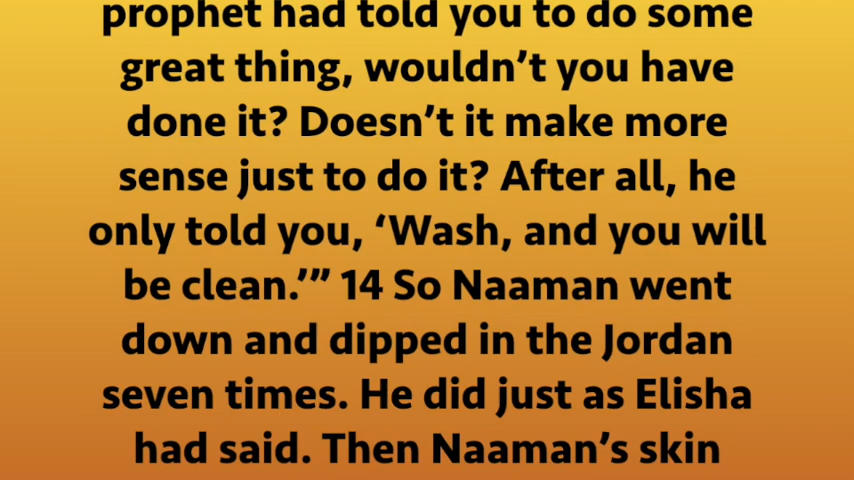 prophet had told you to do some
great thing, wouldn’t you have
done it? Doesn’t it make more
sense just to do it? After all, he
only told you, ‘Wash, and you will
be clean.’” 14 So Naaman went
down and dipped in the Jordan
seven times. He did just as Elisha
had said. Then Naaman’s skin